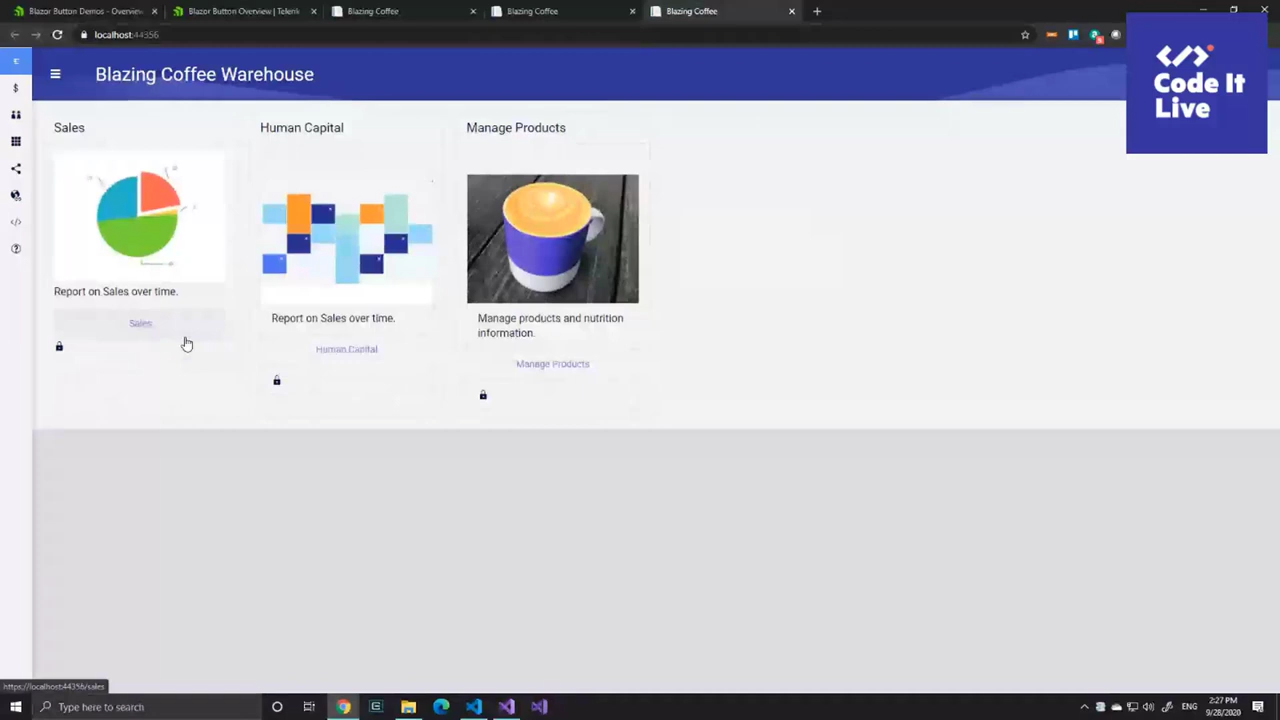 Blazor Button Demos - Overview
Blazor Button Overview | Teleri
Blazing Coffee
Blazing Coffee
Blazing Coffee
localhost:44356
Code It
Live
E
Blazing Coffee Warehouse
Sales
Human Capital
Manage Products
Report on Sales over time.
Sales
Report on Sales over time.
Human Capital
Manage products and nutrition
information.
Manage Products
https://localhost:44356/sales
Type here to search
ENG
2:27 PM
9/28/2020